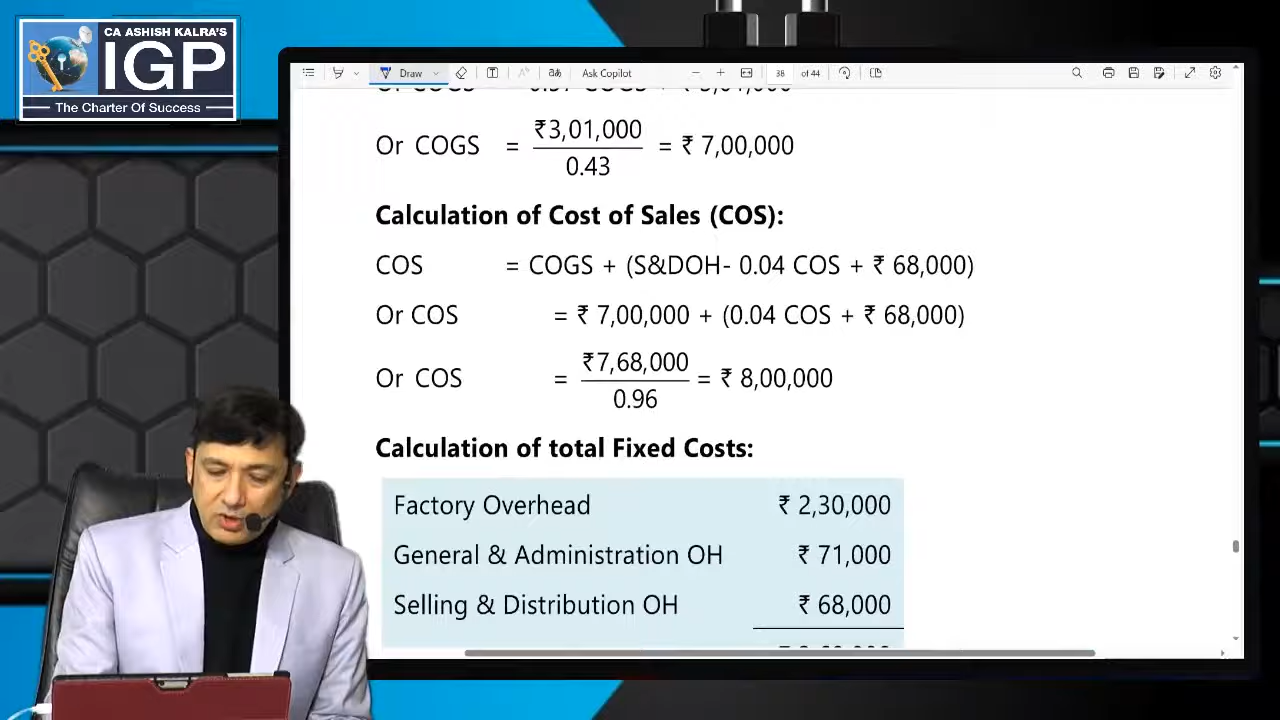 CA ASHISH KALRA'S
IGP
The Charter Of Success
Draw
Ask Copilot
38 of 44
Or COGS = ₹3,01,000 / 0.43 = ₹ 7,00,000
Calculation of Cost of Sales (COS):
COS = COGS + (S&DOH- 0.04 COS + ₹ 68,000)
Or COS = ₹ 7,00,000 + (0.04 COS + ₹ 68,000)
Or COS = ₹7,68,000 / 0.96 = ₹ 8,00,000
Calculation of total Fixed Costs:
Factory Overhead ₹ 2,30,000
General & Administration OH ₹ 71,000
Selling & Distribution OH ₹ 68,000